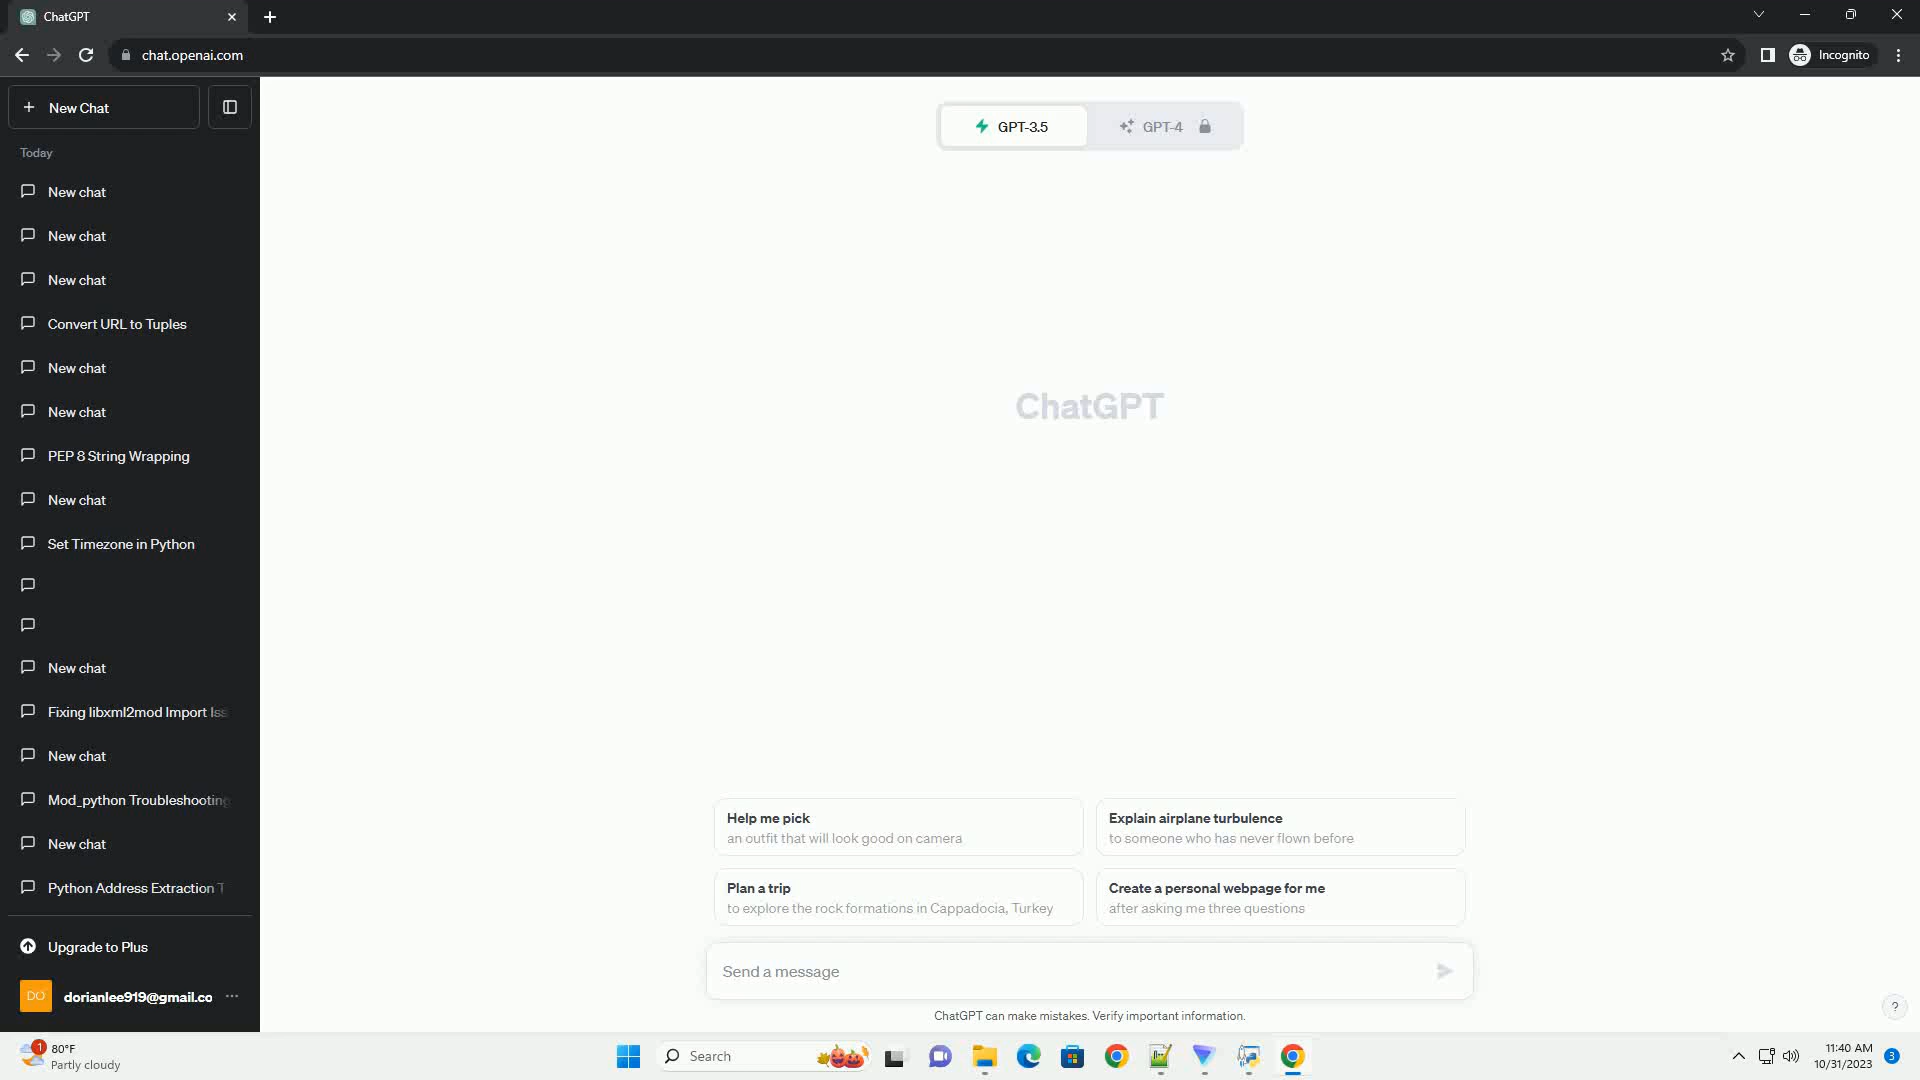 ChatGPT
chat.openai.com
Incognito
New Chat
Today
New chat
New chat
New chat
Convert URL to Tuples
New chat
New chat
PEP 8 String Wrapping
New chat
Set Timezone in Python
New chat
Fixing libxml2mod Import Iss
New chat
Mod_python Troubleshooting
New chat
Python Address Extraction T
Upgrade to Plus
DO
dorianlee919@gmail.co
GPT-3.5
GPT-4
ChatGPT
Help me pick
an outfit that will look good on camera
Explain airplane turbulence
to someone who has never flown before
Plan a trip
to explore the rock formations in Cappadocia, Turkey
Create a personal webpage for me
after asking me three questions
Send a message
ChatGPT can make mistakes. Verify important information.
?
1
80°F
Partly cloudy
Search
11:40 AM
10/31/2023
3